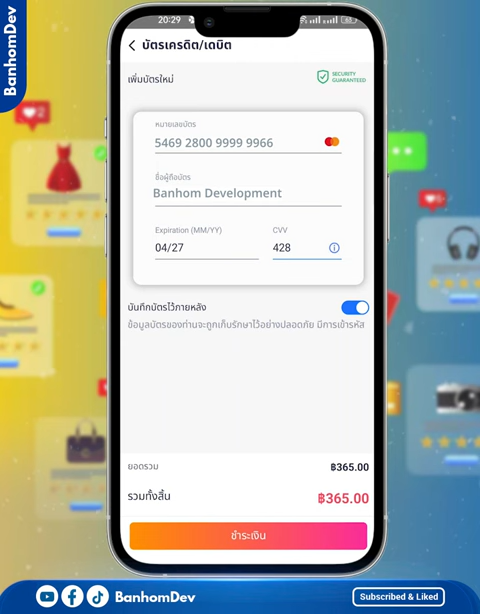 BanhomDev
20:29
บัตรเครดิต/เดบิต
เพิ่มบัตรใหม่
SECURITY
GUARANTEED
หมายเลขบัตร
5469 2800 9999 9966
ชื่อผู้ถือบัตร
Banhom Development
Expiration (MM/YY)
CVV
04/27
428
บันทึกบัตรไว้ภายหลัง
ข้อมูลบัตรของท่านจะถูกเก็บรักษาไว้อย่างปลอดภัย มีการเข้ารหัส
ยอดรวม
฿365.00
รวมทั้งสิ้น
฿365.00
ชำระเงิน
BanhomDev
Subscribed & Liked